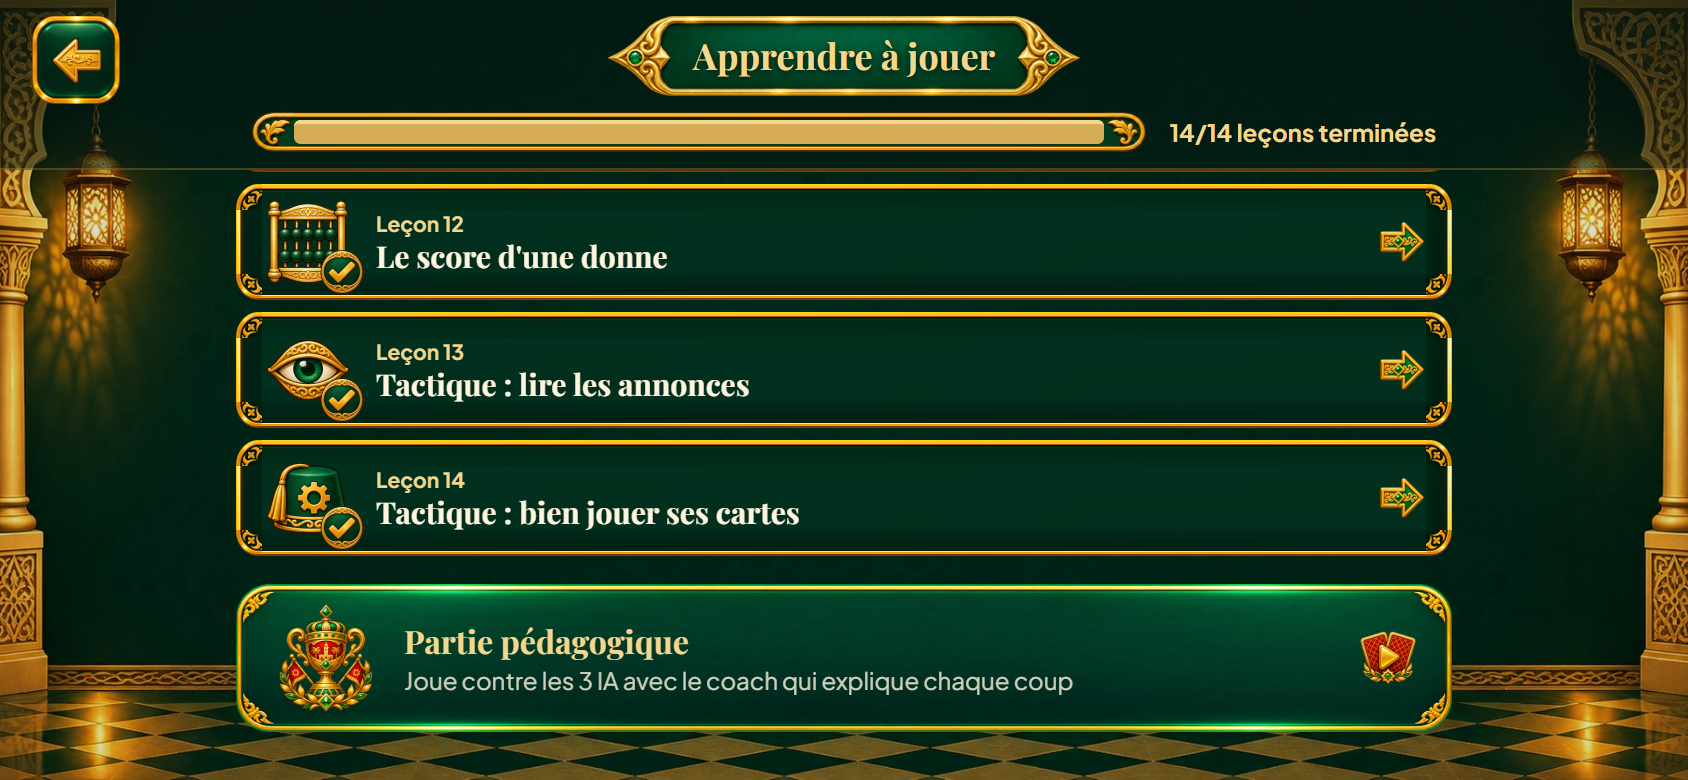 Apprendre à jouer
14/14 leçons terminées
Leçon 12
Le score d'une donne
Leçon 13
Tactique : lire les annonces
Leçon 14
Tactique : bien jouer ses cartes
Partie pédagogique
Joue contre les 3 IA avec le coach qui explique chaque coup